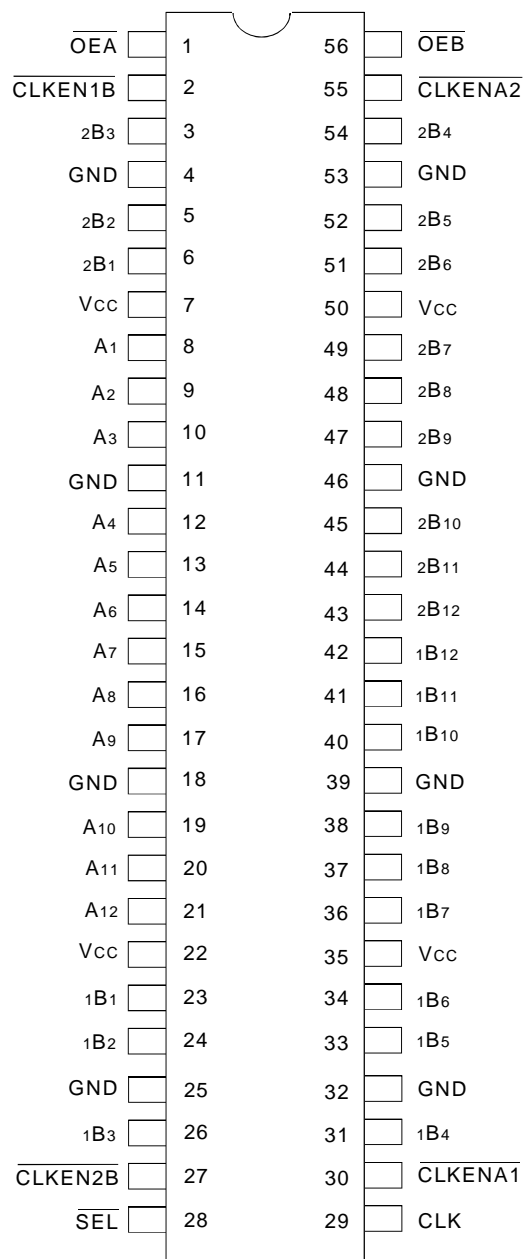 OEA 1 56 OEB
CLKEN1B 2 55 CLKENA2
2B3 3 54 2B4
GND 4 53 GND
2B2 5 52 2B5
2B1 6 51 2B6
VCC 7 50 VCC
A1 8 49 2B7
A2 9 48 2B8
A3 10 47 2B9
GND 11 46 GND
A4 12 45 2B10
A5 13 44 2B11
A6 14 43 2B12
A7 15 42 1B12
A8 16 41 1B11
A9 17 40 1B10
GND 18 39 GND
A10 19 38 1B9
A11 20 37 1B8
A12 21 36 1B7
VCC 22 35 VCC
1B1 23 34 1B6
1B2 24 33 1B5
GND 25 32 GND
1B3 26 31 1B4
CLKEN2B 27 30 CLKENA1
SEL 28 29 CLK